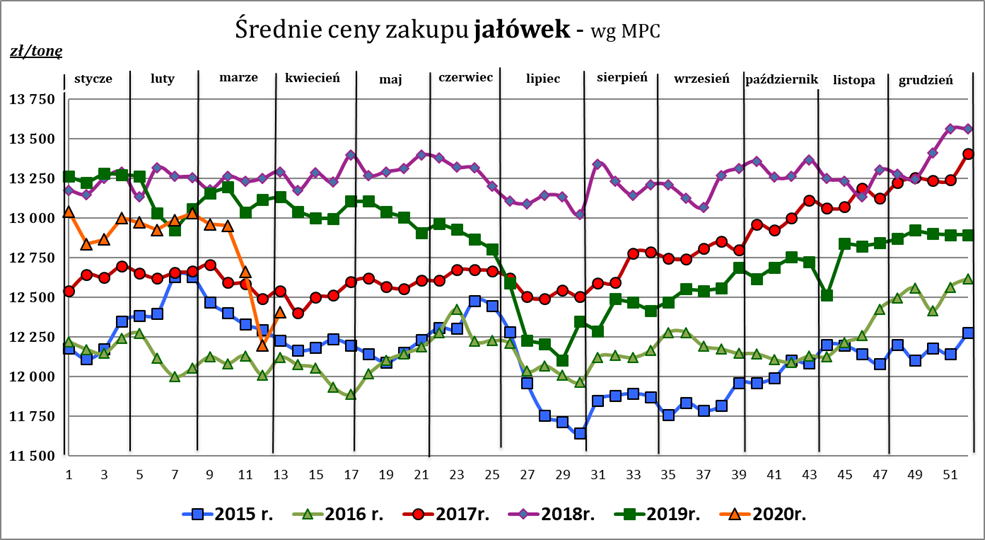 Średnie ceny zakupu jałówek - wg MPC
zł/tonę
stycze luty marze kwiecień maj czerwiec lipiec sierpień wrzesień październik listopa grudzień
13 750
13 500
13 250
13 000
12 750
12 500
12 250
12 000
11 750
11 500
1 3 5 7 9 11 13 15 17 19 21 23 25 27 29 31 33 35 37 39 41 43 45 47 49 51
2015 r. 2016 r. 2017r. 2018r. 2019r. 2020r.